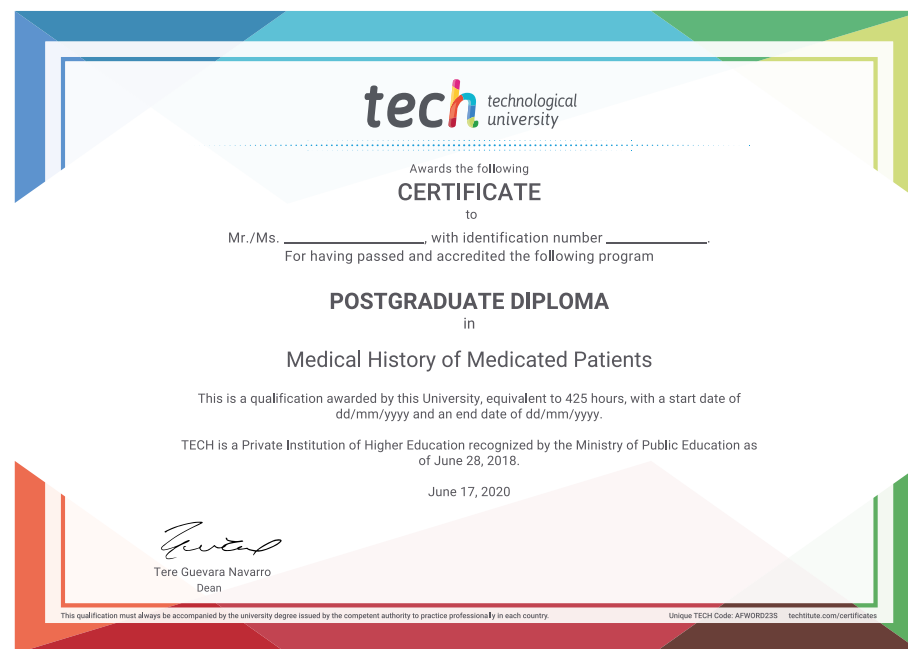 tech technological
university
Awards the following
CERTIFICATE
to
Mr./Ms. ____________________, with identification number ______________.
For having passed and accredited the following program
POSTGRADUATE DIPLOMA
in
Medical History of Medicated Patients
This is a qualification awarded by this University, equivalent to 425 hours, with a start date of
dd/mm/yyyy and an end date of dd/mm/yyyy.
TECH is a Private Institution of Higher Education recognized by the Ministry of Public Education as
of June 28, 2018.
June 17, 2020
Tere Guevara Navarro
Dean
This qualification must always be accompanied by the university degree issued by the competent authority to practice professionally in each country. Unique TECH Code: AFWORD23S techtitute.com/certificates